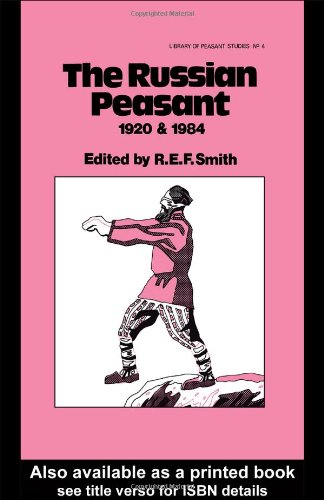 LIBRARY OF PEASANT STUDIES Nº 4
The Russian
Peasant
1920 & 1984
Edited by R.E.F. Smith
Also available as a printed book
see title verso for ISBN details